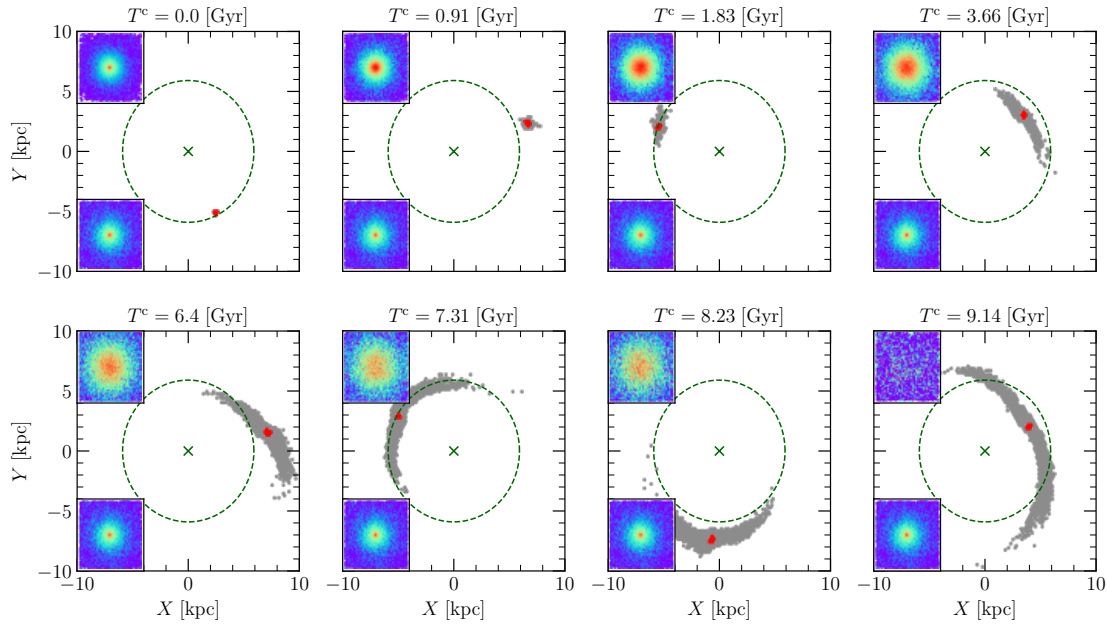 T^c = 0.0 [Gyr] T^c = 0.91 [Gyr] T^c = 1.83 [Gyr] T^c = 3.66 [Gyr]
10
5
0
−5
−10
Y [kpc]
T^c = 6.4 [Gyr] T^c = 7.31 [Gyr] T^c = 8.23 [Gyr] T^c = 9.14 [Gyr]
10
5
0
−5
−10
Y [kpc]
−10 0 10 0 10 −10 0 10 −10 0 10
X [kpc] X [kpc] X [kpc] X [kpc]